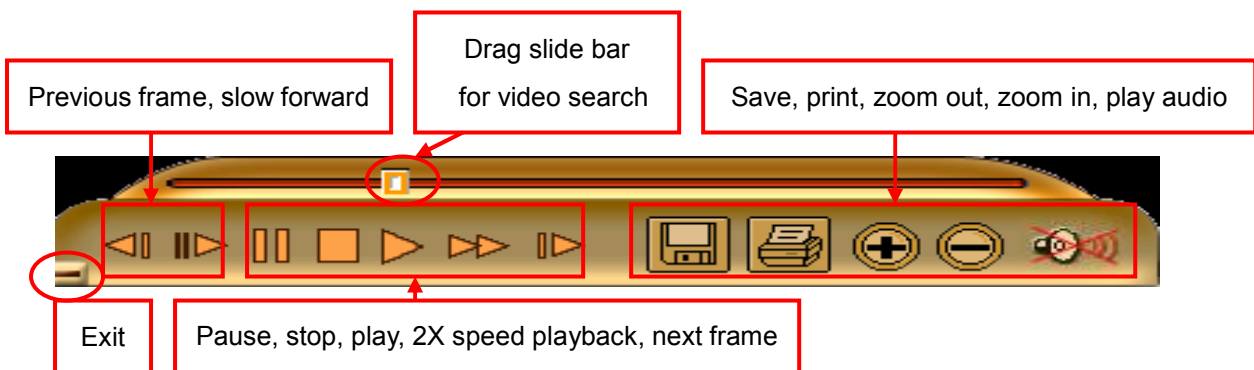 Drag slide bar
for video search
Previous frame, slow forward
Save, print, zoom out, zoom in, play audio
Exit
Pause, stop, play, 2X speed playback, next frame